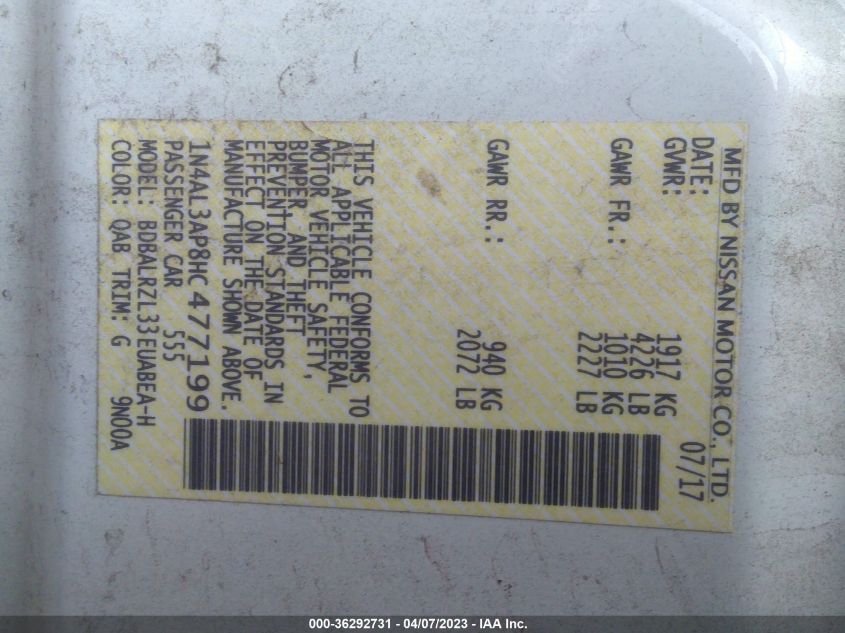 MFD BY NISSAN MOTOR CO., LTD.
DATE: 07/17
GVWR: 1917 KG
4226 LB
GAWR FR.: 1010 KG
2227 LB
GAWR RR.: 940 KG
2072 LB
THIS VEHICLE CONFORMS TO
ALL APPLICABLE FEDERAL
MOTOR VEHICLE SAFETY,
BUMPER AND THEFT
PREVENTION STANDARDS IN
EFFECT ON THE DATE OF
MANUFACTURE SHOWN ABOVE.
1N4AL3AP8HC477199
PASSENGER CAR 555
MODEL: BDBALRZL33EUABEA-H
COLOR: QAB TRIM: G 9N00A
000-36292731 - 04/07/2023 - IAA Inc.